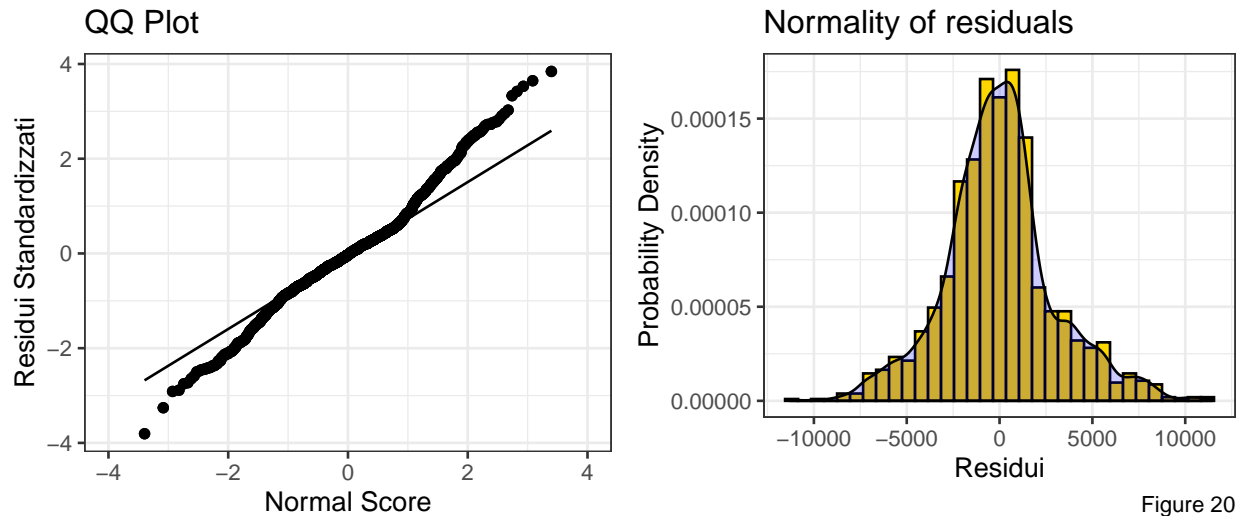 QQ Plot
4
2
0
−2
−4
Residui Standardizzati
−4 −2 0 2 4
Normal Score
Normality of residuals
0.00015
0.00010
0.00005
0.00000
Probability Density
−10000 −5000 0 5000 10000
Residui
Figure 20